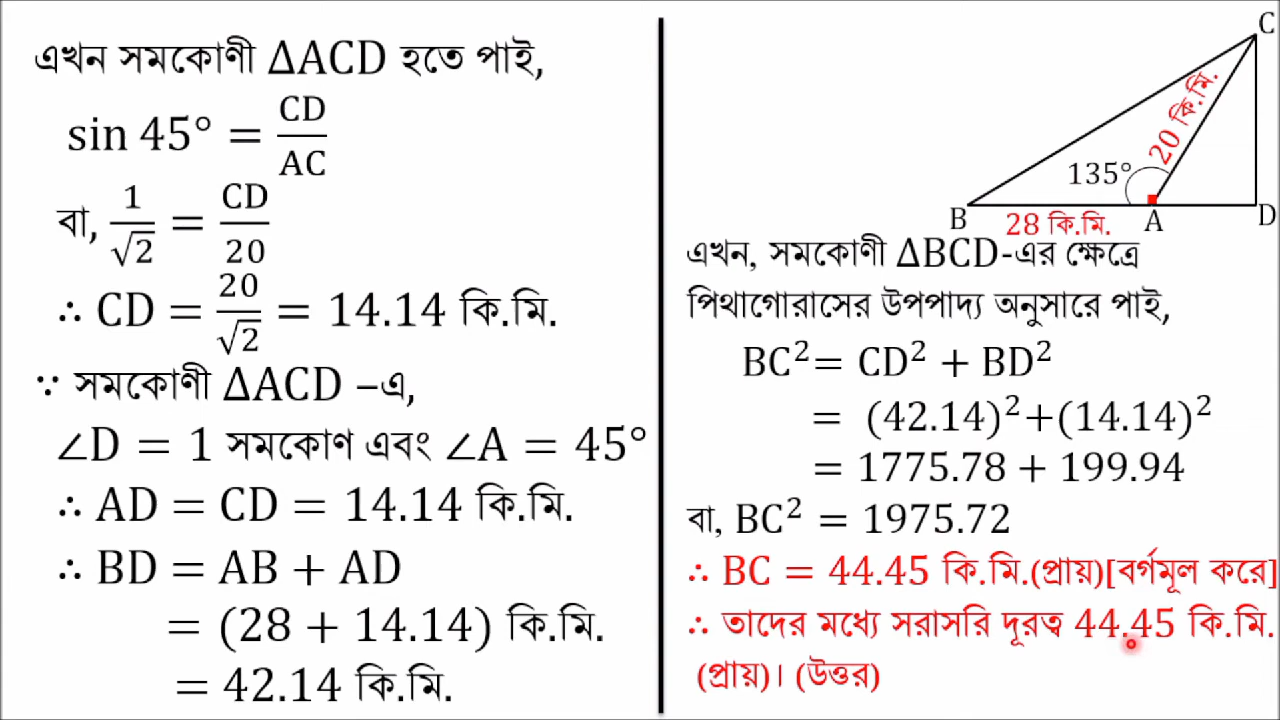 এখন সমকোণী ΔACD হতে পাই,
sin 45° = CD/AC
বা, 1/√2 = CD/20
∴ CD = 20/√2 = 14.14 কি.মি.
∵ সমকোণী ΔACD –এ,
∠D = 1 সমকোণ এবং ∠A = 45°
∴ AD = CD = 14.14 কি.মি.
∴ BD = AB + AD
= (28 + 14.14) কি.মি.
= 42.14 কি.মি.
C
20 কি.মি.
135°
B
28 কি.মি.
A
D
এখন, সমকোণী ΔBCD-এর ক্ষেত্রে
পিথাগোরাসের উপপাদ্য অনুসারে পাই,
BC²= CD² + BD²
= (42.14)²+(14.14)²
= 1775.78 + 199.94
বা, BC² = 1975.72
∴ BC = 44.45 কি.মি.(প্রায়)[বর্গমূল করে]
∴ তাদের মধ্যে সরাসরি দূরত্ব 44.45 কি.মি.
(প্রায়)। (উত্তর)